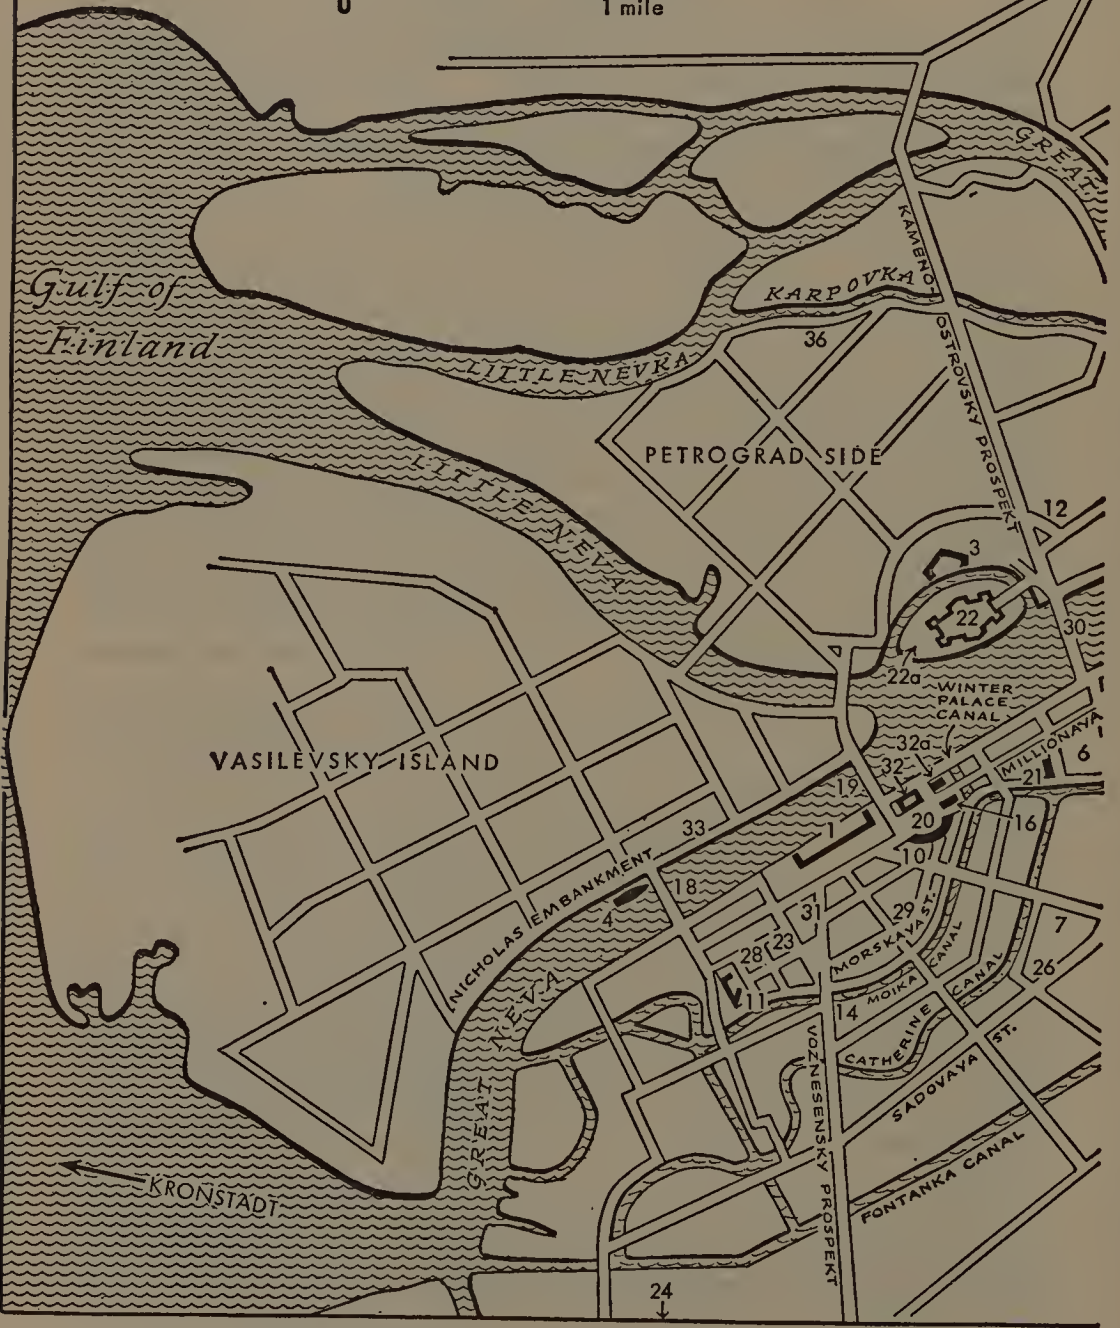 0 1 mile
GREAT
KAMENO-
OSTROVSKY PROSPEKT
KARPOVKA
Gulf of
Finland
36
LITTLE NEVKA
PETROGRAD SIDE
LITTLE NEVA
12
3
22
30
22a
WINTER
PALACE
CANAL
32a
32
MILLIONAYA
6
21
VASILEVSKY ISLAND
19
20
16
1
33
10
NICHOLAS EMBANKMENT
18
4
31
29
MORSKAYA ST.
7
28
23
26
11
14
MOIKA CANAL
CATHERINE CANAL
GREAT NEVA
VOZNESENSKY PROSPEKT
SADOVAYA ST.
FONTANKA CANAL
KRONSTADT
24